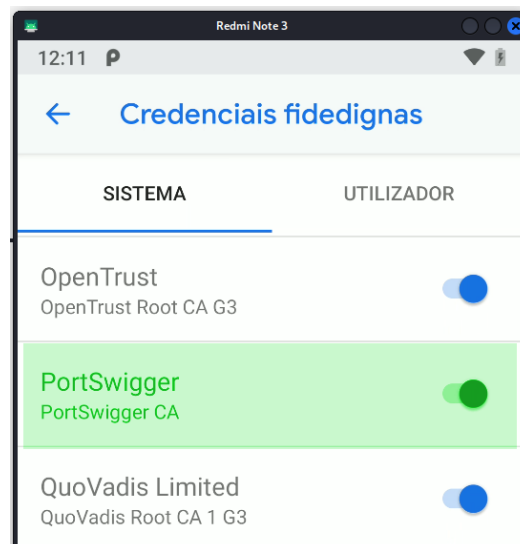 Redmi Note 3
12:11
Credenciais fidedignas
SISTEMA
UTILIZADOR
OpenTrust
OpenTrust Root CA G3
PortSwigger
PortSwigger CA
QuoVadis Limited
QuoVadis Root CA 1 G3